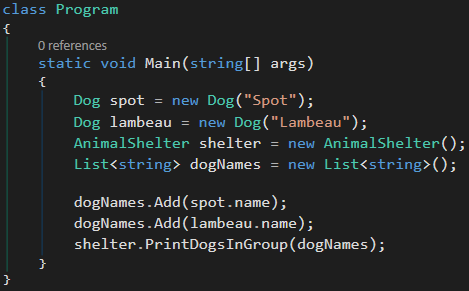 class Program
{
0 references
static void Main(string[] args)
{
Dog spot = new Dog("Spot");
Dog lambeau = new Dog("Lambeau");
AnimalShelter shelter = new AnimalShelter();
List<string> dogNames = new List<string>();
dogNames.Add(spot.name);
dogNames.Add(lambeau.name);
shelter.PrintDogsInGroup(dogNames);
}
}